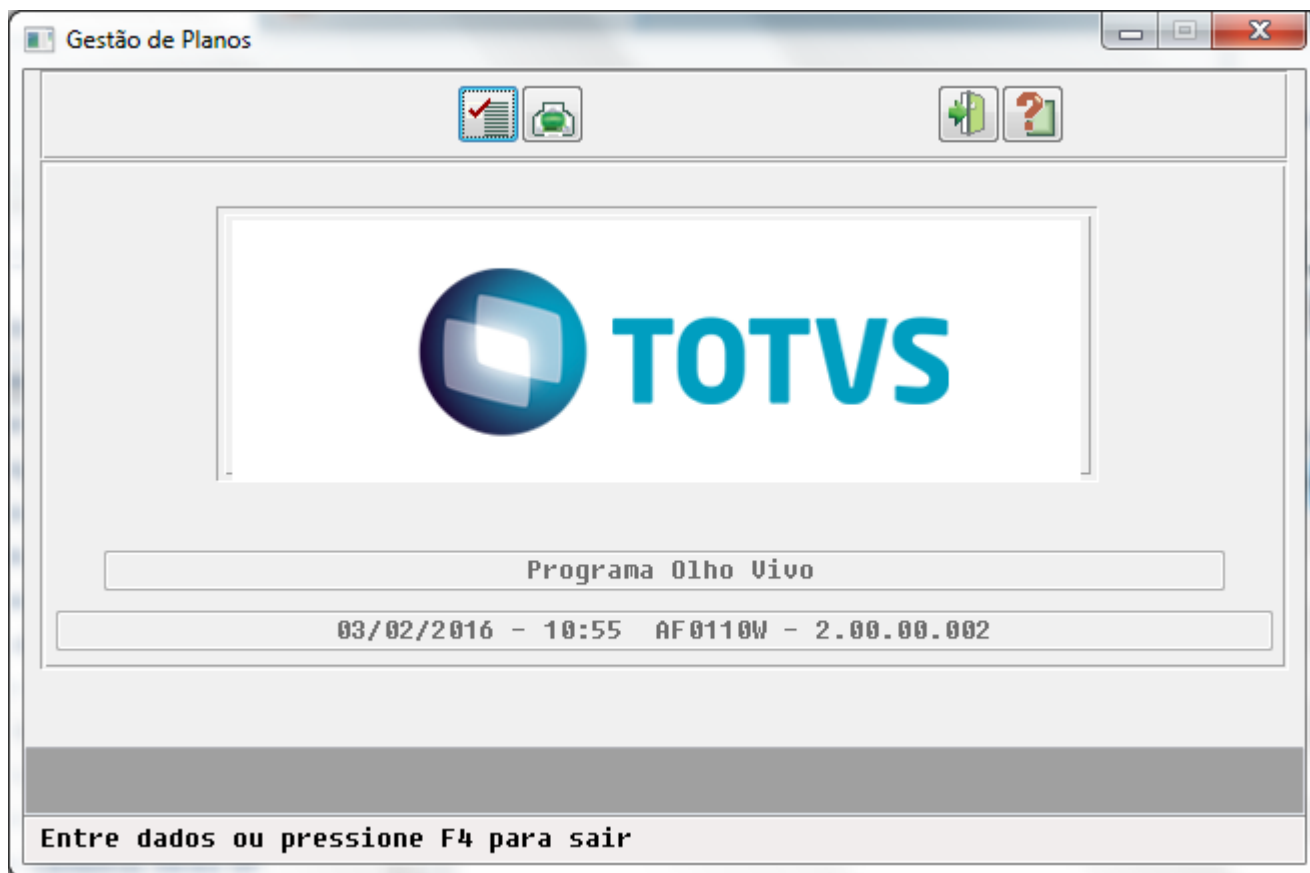 Gestão de Planos
TOTVS
Programa Olho Vivo
03/02/2016 - 10:55 AF0110W - 2.00.00.002
Entre dados ou pressione F4 para sair